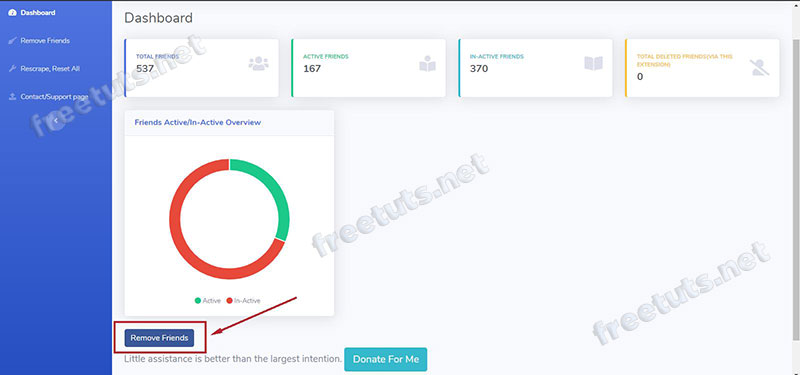 Dashboard
Remove Friends
Rescrape, Reset All
Contact/Support page
Dashboard
TOTAL FRIENDS
537
ACTIVE FRIENDS
167
IN-ACTIVE FRIENDS
370
TOTAL DELETED FRIENDS(VIA THIS
EXTENSION)
0
Friends Active/In-Active Overview
Active In-Active
Remove Friends
Little assistance is better than the largest intention. Donate For Me
freetuts.net
freetuts.net
freetuts.net